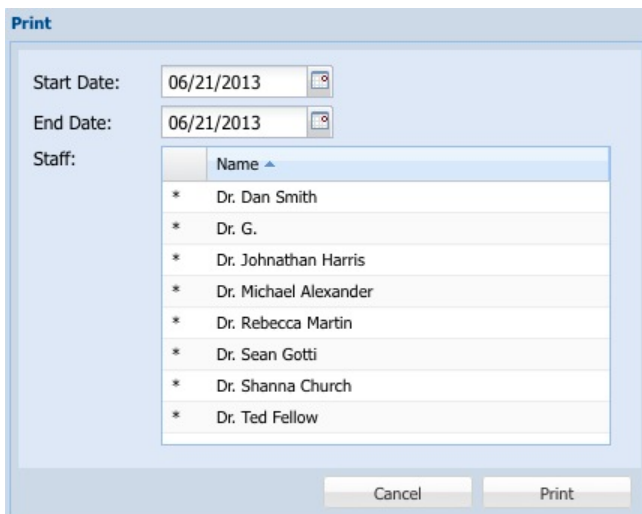 Print
Start Date: 06/21/2013
End Date: 06/21/2013
Staff:
Name
* Dr. Dan Smith
* Dr. G.
* Dr. Johnathan Harris
* Dr. Michael Alexander
* Dr. Rebecca Martin
* Dr. Sean Gotti
* Dr. Shanna Church
* Dr. Ted Fellow
Cancel Print